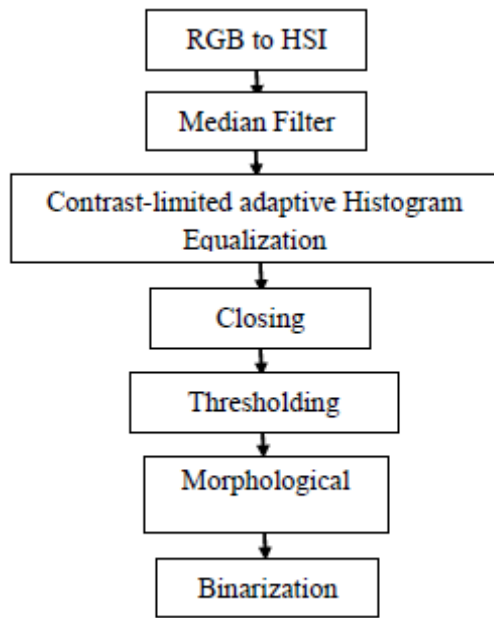 RGB to HSI
Median Filter
Contrast-limited adaptive Histogram
Equalization
Closing
Thresholding
Morphological
Binarization